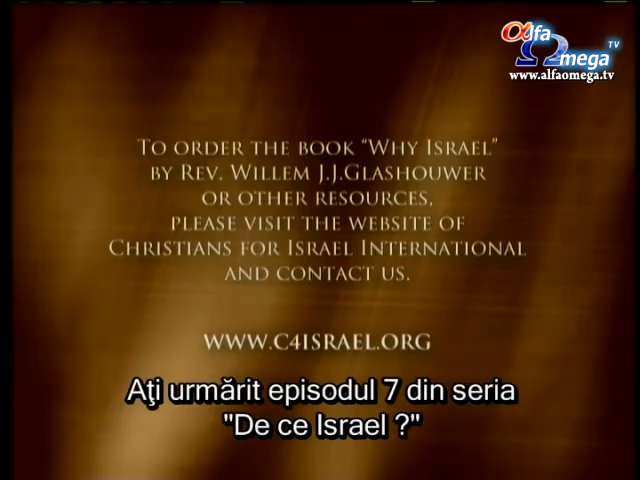 αlfa
Ωmega TV
www.alfaomega.tv
TO ORDER THE BOOK “WHY ISRAEL”
BY REV. WILLEM J.J.GLASHOUWER
OR OTHER RESOURCES,
PLEASE VISIT THE WEBSITE OF
CHRISTIANS FOR ISRAEL INTERNATIONAL
AND CONTACT US.
WWW.C4ISRAEL.ORG
Aţi urmărit episodul 7 din seria
"De ce Israel ?"